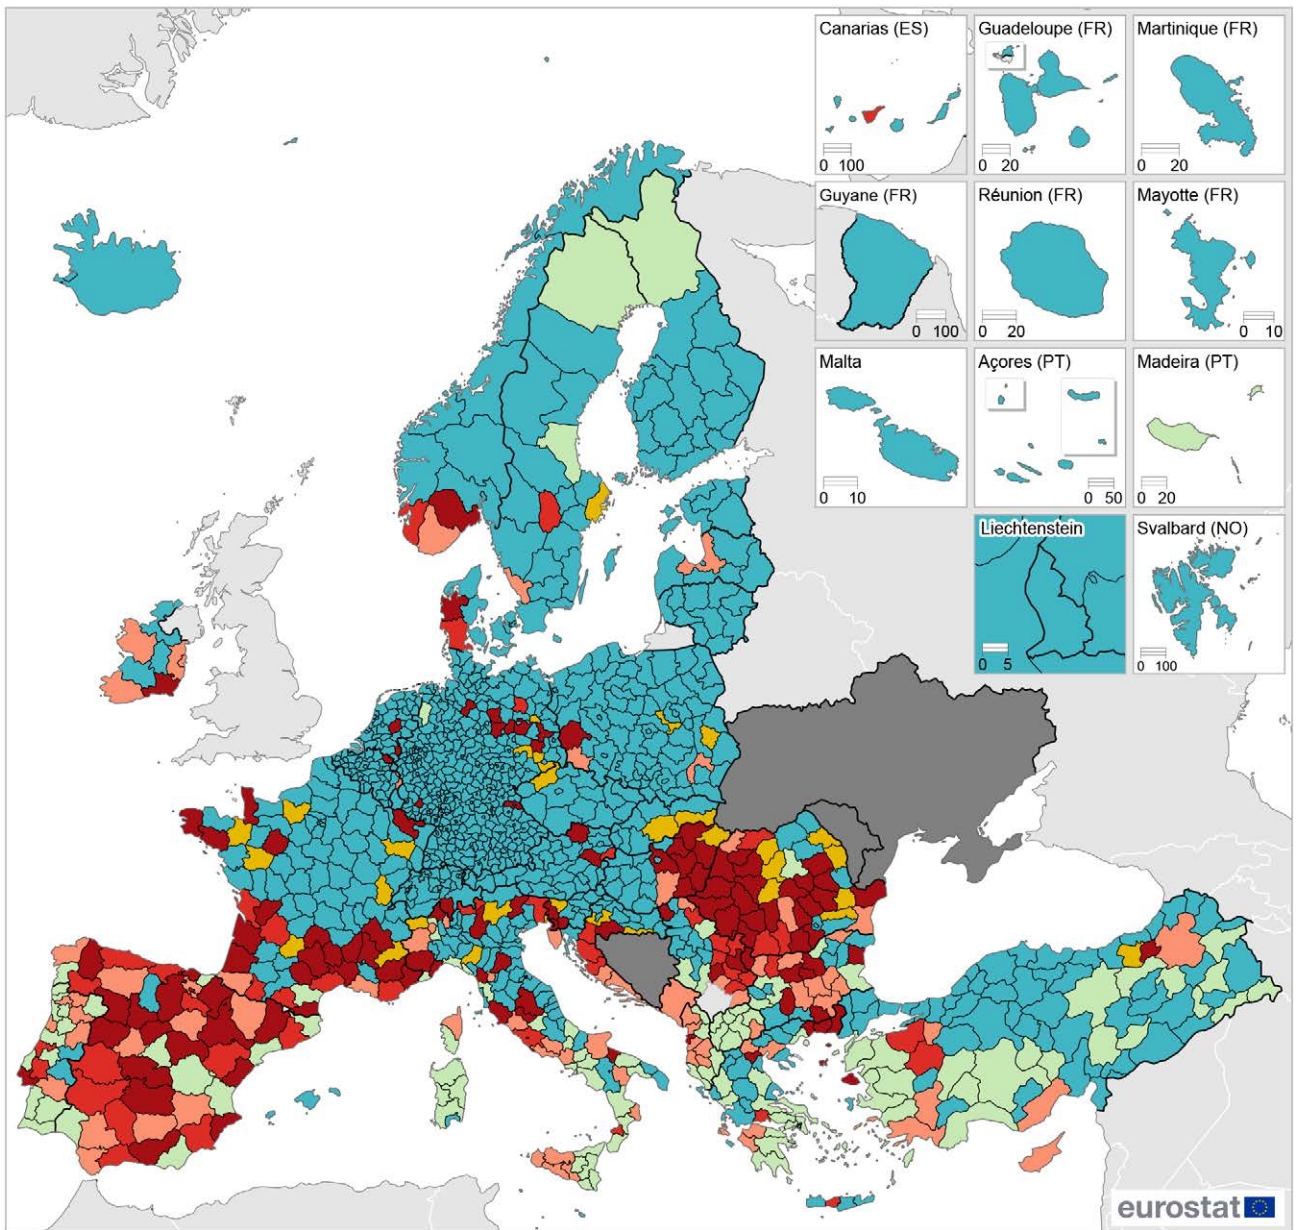 Canarias (ES)
0 100
Guadeloupe (FR)
0 20
Martinique (FR)
0 20
Guyane (FR)
0 100
Réunion (FR)
0 20
Mayotte (FR)
0 10
Malta
0 10
Açores (PT)
0 50
Madeira (PT)
0 20
Liechtenstein
0 5
Svalbard (NO)
0 100
eurostat